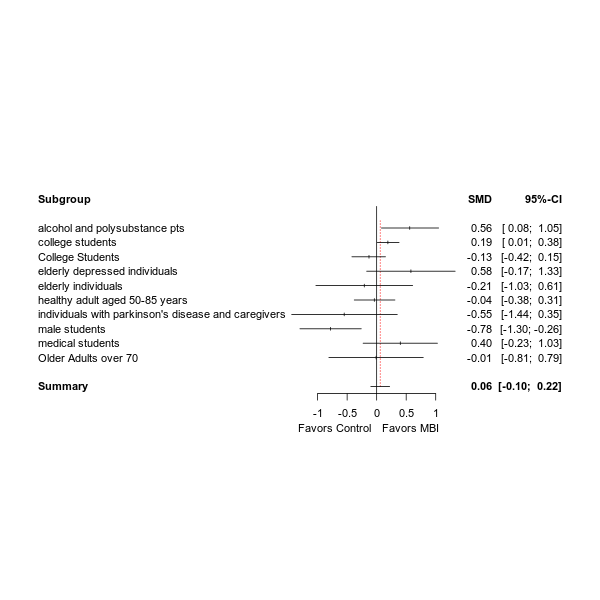 Subgroup SMD 95%-CI
alcohol and polysubstance pts 0.56 [ 0.08; 1.05]
college students 0.19 [ 0.01; 0.38]
College Students -0.13 [-0.42; 0.15]
elderly depressed individuals 0.58 [-0.17; 1.33]
elderly individuals -0.21 [-1.03; 0.61]
healthy adult aged 50-85 years -0.04 [-0.38; 0.31]
individuals with parkinson's disease and caregivers -0.55 [-1.44; 0.35]
male students -0.78 [-1.30; -0.26]
medical students 0.40 [-0.23; 1.03]
Older Adults over 70 -0.01 [-0.81; 0.79]
Summary 0.06 [-0.10; 0.22]
-1 -0.5 0 0.5 1
Favors Control Favors MBI